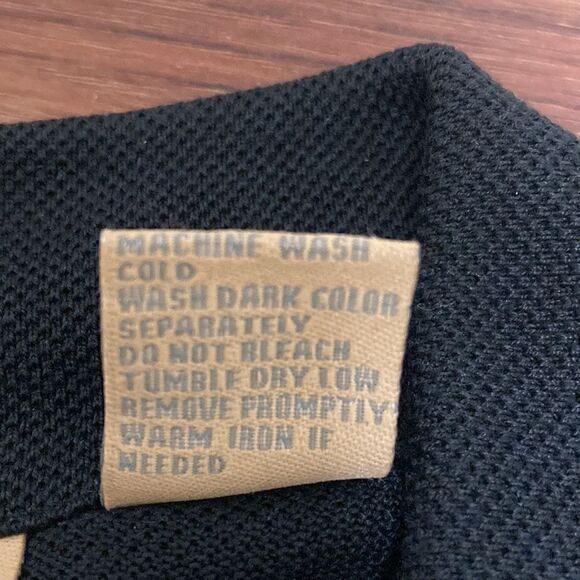 MACHINE WASH
COLD
WASH DARK COLOR
SEPARATELY
DO NOT BLEACH
TUMBLE DRY LOW
REMOVE PROMPTLY
WARM IRON IF
NEEDED